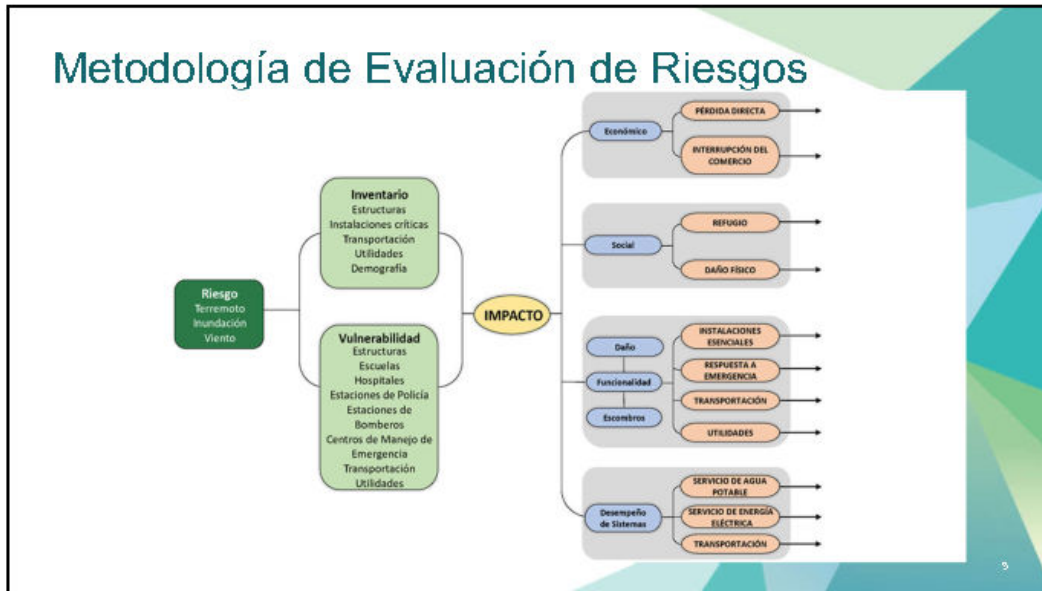 Metodología de Evaluación de Riesgos
Riesgo
Terremoto
Inundación
Viento
Inventario
Estructuras
Instalaciones críticas
Transportación
Utilidades
Demografía
Vulnerabilidad
Estructuras
Escuelas
Hospitales
Estaciones de Policía
Estaciones de
Bomberos
Centros de Manejo de
Emergencia
Transportación
Utilidades
IMPACTO
Económico
PÉRDIDA DIRECTA
INTERRUPCIÓN DEL
COMERCIO
Social
REFUGIO
DAÑO FÍSICO
Daño
Funcionalidad
Escombros
INSTALACIONES
ESENCIALES
RESPUESTA A
EMERGENCIA
TRANSPORTACIÓN
UTILIDADES
Desempeño
de Sistemas
SERVICIO DE AGUA
POTABLE
SERVICIO DE ENERGÍA
ELÉCTRICA
TRANSPORTACIÓN